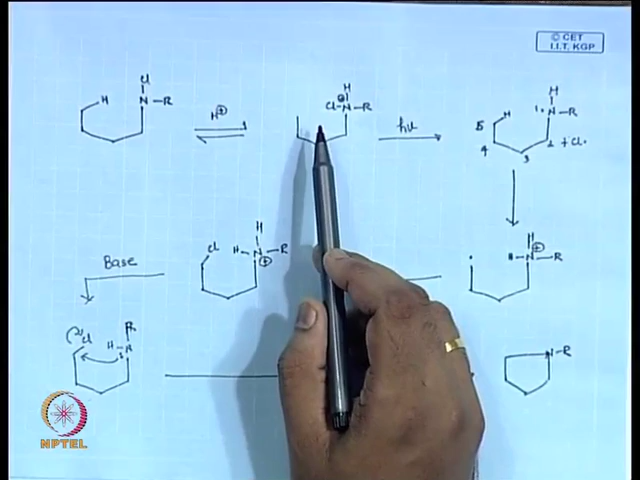 © CET
I.I.T, KGP
Cl
H N-R
H⊕
H
Cl-N⊕-R
hν
H
H 1• N-R
5 4 3 2 + Cl•
Base
Cl H-N⊕-R
H
• H-N⊕-R
H
Cl H-N-R
N-R
NPTEL